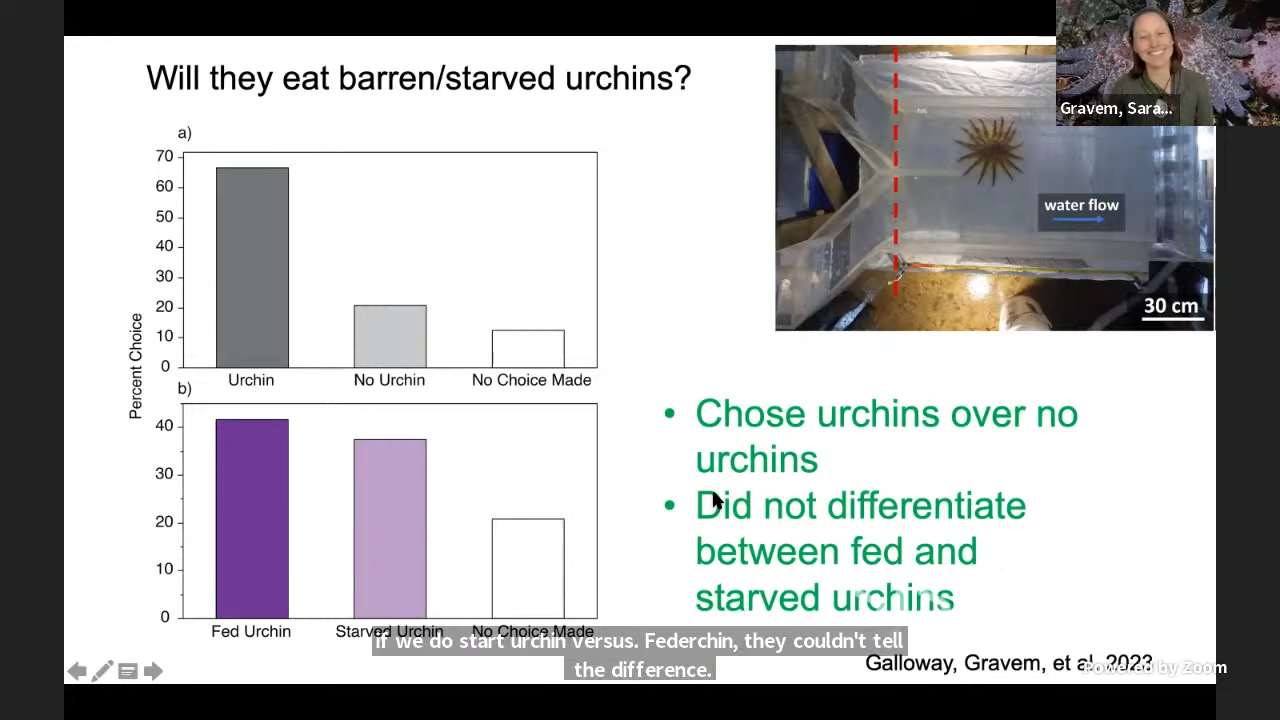 Will they eat barren/starved urchins?
Gravem, Sara...
a)
70
60
50
40
30
20
10
0
Urchin
No Urchin
No Choice Made
Percent Choice
b)
40
30
20
10
0
Fed Urchin
Starved Urchin
No Choice Made
water flow
30 cm
• Chose urchins over no
urchins
• Did not differentiate
between fed and
starved urchins
If we do start urchin versus. Federchin, they couldn't tell
the difference.
Galloway, Gravem, et al. 2023
Powered by Zoom